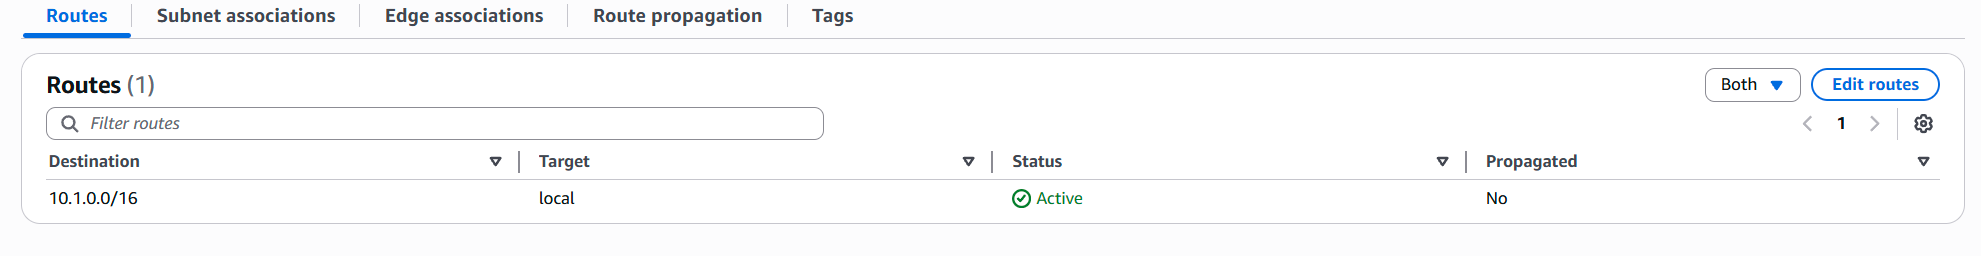 Routes Subnet associations Edge associations Route propagation Tags
Routes (1)
Both Edit routes
Filter routes
1
Destination Target Status Propagated
10.1.0.0/16 local Active No